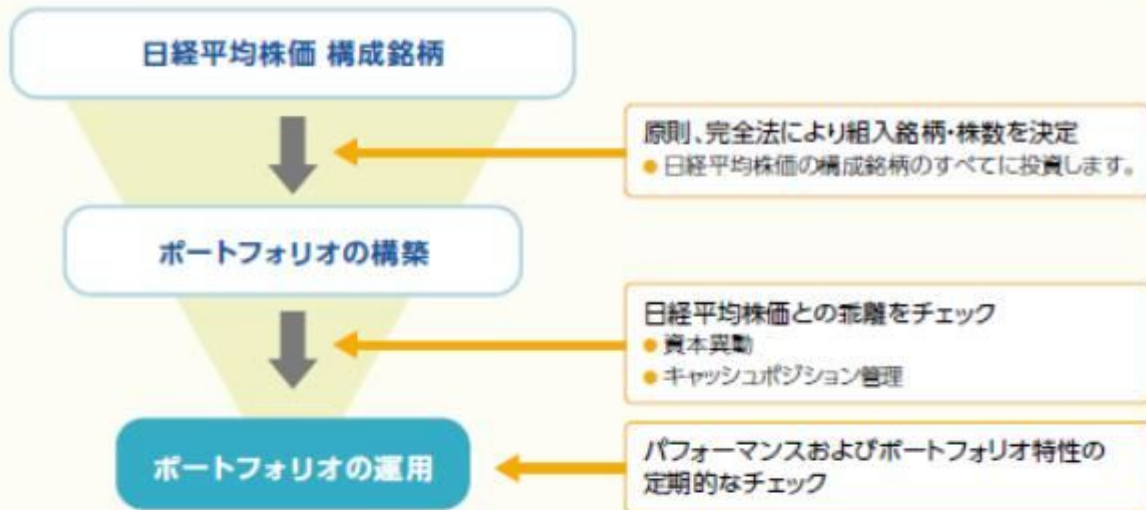 日経平均株価 構成銘柄
原則、完全法により組入銘柄・株数を決定
● 日経平均株価の構成銘柄のすべてに投資します。
ポートフォリオの構築
日経平均株価との乖離をチェック
● 資本異動
● キャッシュポジション管理
ポートフォリオの運用
パフォーマンスおよびポートフォリオ特性の
定期的なチェック